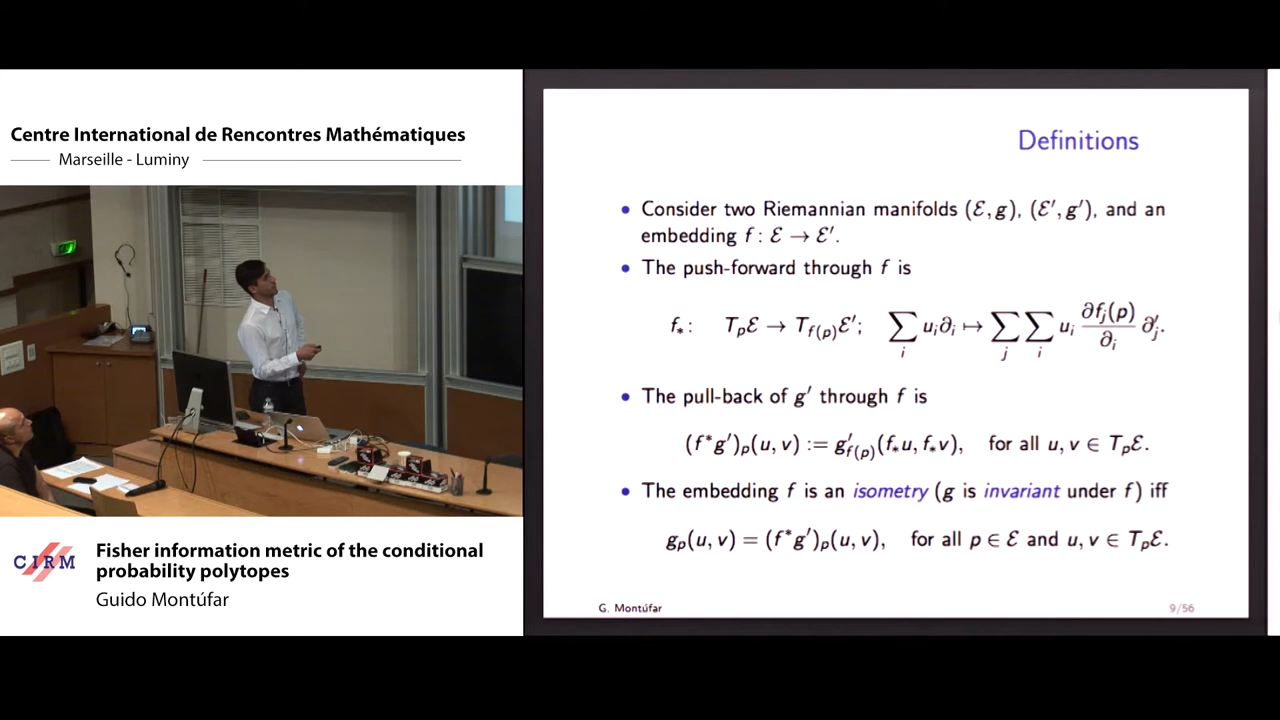 Centre International de Rencontres Mathématiques
Marseille - Luminy
CIRM
Fisher information metric of the conditional
probability polytopes
Guido Montúfar
Definitions
• Consider two Riemannian manifolds (ℰ, g), (ℰ′, g′), and an
embedding f : ℰ → ℰ′.
• The push-forward through f is
f_* : T_pℰ → T_{f(p)}ℰ′; ∑_i u_i∂_i ↦ ∑_j ∑_i u_i ∂f_j(p)/∂_i ∂′_j.
• The pull-back of g′ through f is
(f^*g′)_p(u, v) := g′_{f(p)}(f_*u, f_*v), for all u, v ∈ T_pℰ.
• The embedding f is an isometry (g is invariant under f) iff
g_p(u, v) = (f^*g′)_p(u, v), for all p ∈ ℰ and u, v ∈ T_pℰ.
G. Montúfar
9/56